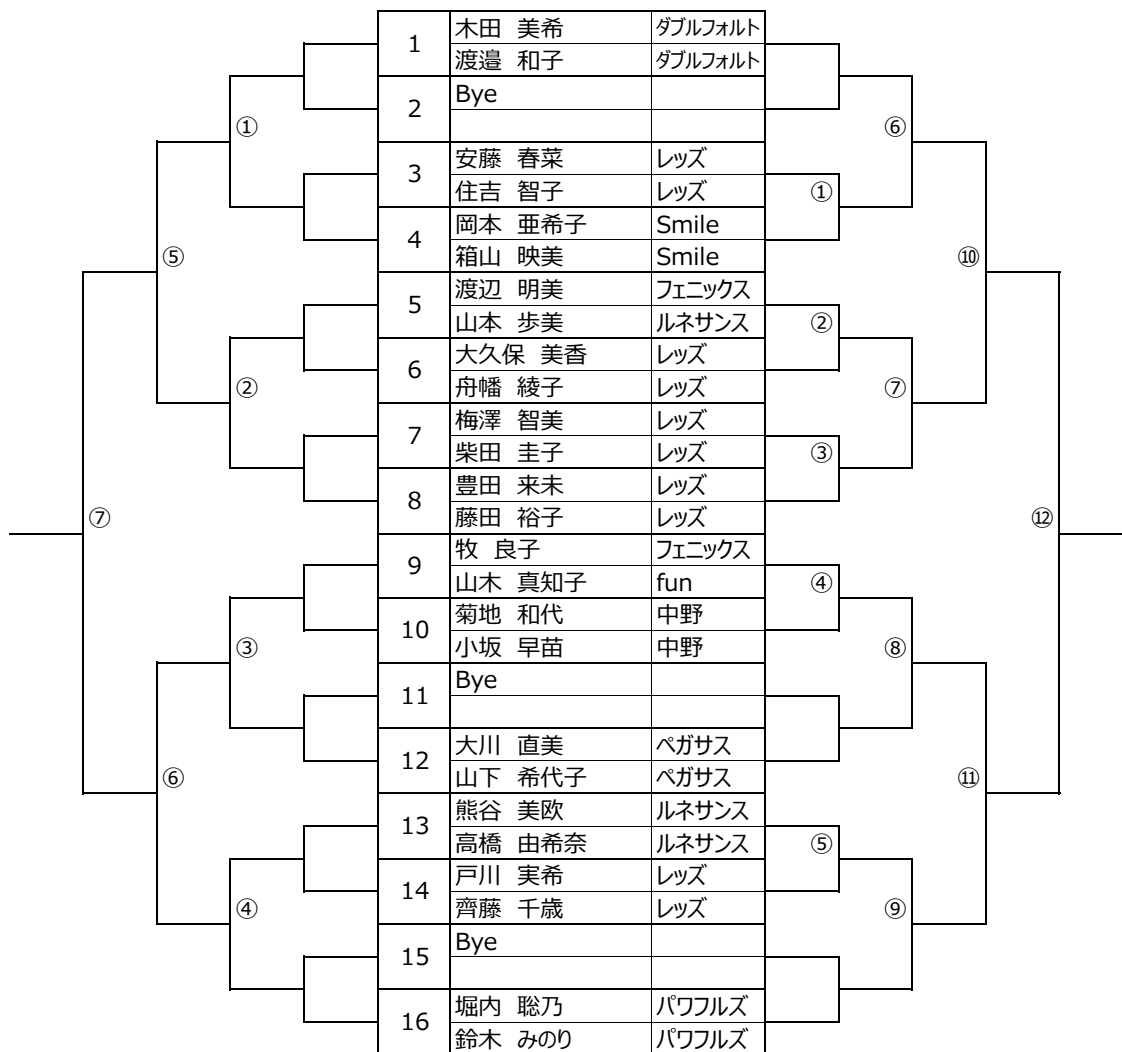 1 木田 美希 ダブルフォルト
渡邉 和子 ダブルフォルト
2 Bye
① ⑥
3 安藤 春菜 レッズ
住吉 智子 レッズ ①
4 岡本 亜希子 Smile
箱山 映美 Smile
⑤ ⑩
5 渡辺 明美 フェニックス
山本 歩美 ルネサンス ②
6 大久保 美香 レッズ
舟幡 綾子 レッズ
② ⑦
7 梅澤 智美 レッズ
柴田 圭子 レッズ ③
8 豊田 来未 レッズ
藤田 裕子 レッズ
⑦ ⑫
9 牧 良子 フェニックス
山木 真知子 fun ④
10 菊地 和代 中野
小坂 早苗 中野
③ ⑧
11 Bye
12 大川 直美 ペガサス
山下 希代子 ペガサス
⑥ ⑪
13 熊谷 美欧 ルネサンス
高橋 由希奈 ルネサンス ⑤
14 戸川 実希 レッズ
齊藤 千歳 レッズ
④ ⑨
15 Bye
16 堀内 聡乃 パワフルズ
鈴木 みのり パワフルズ